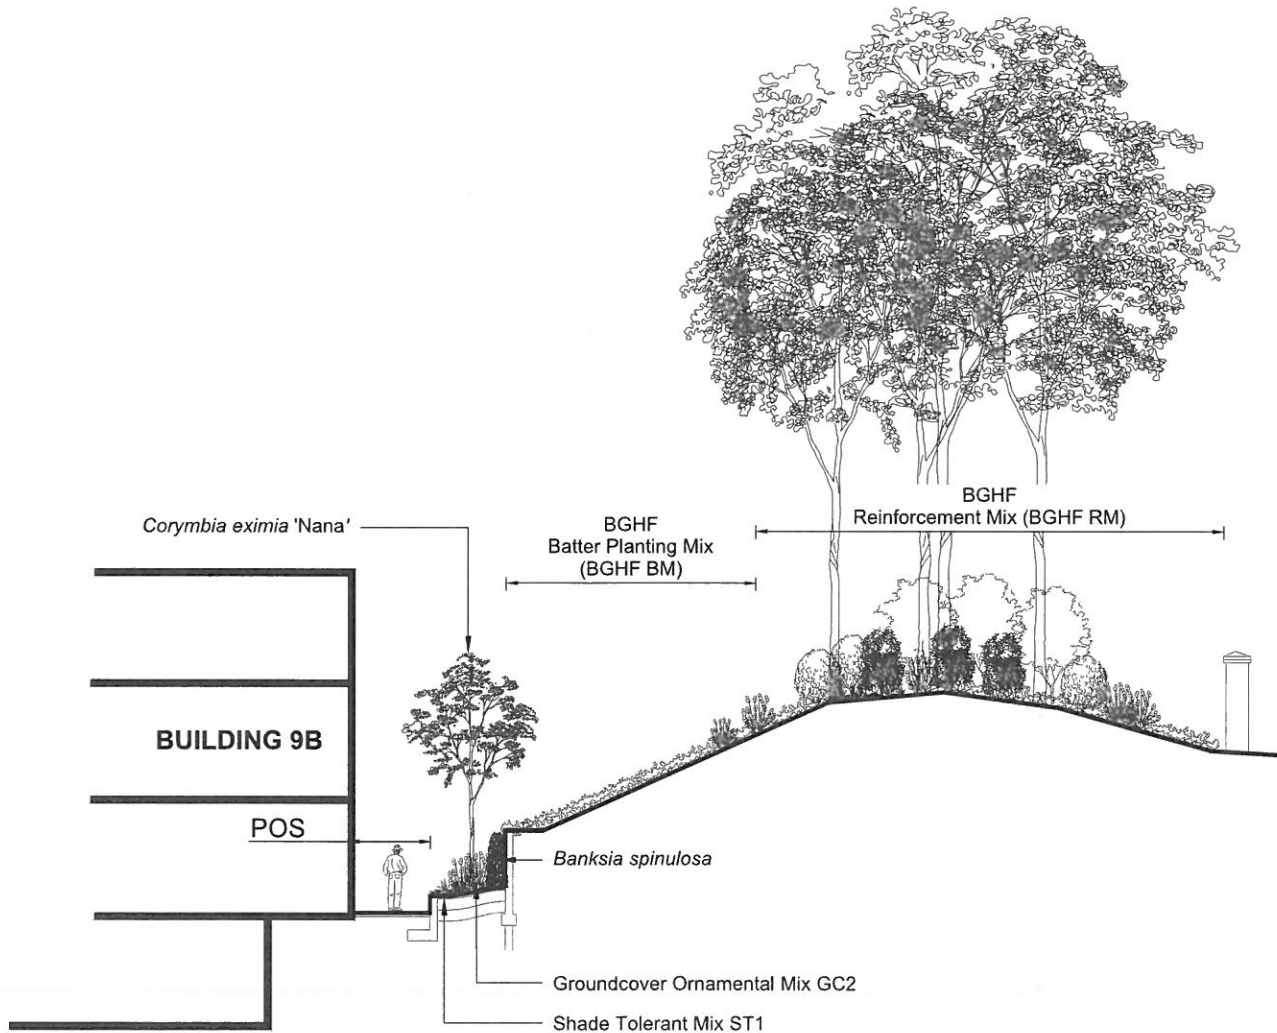 BGHF
Reinforcement Mix (BGHF RM)
Corymbia eximia 'Nana'
BGHF
Batter Planting Mix
(BGHF BM)
BUILDING 9B
POS
Banksia spinulosa
Groundcover Ornamental Mix GC2
Shade Tolerant Mix ST1